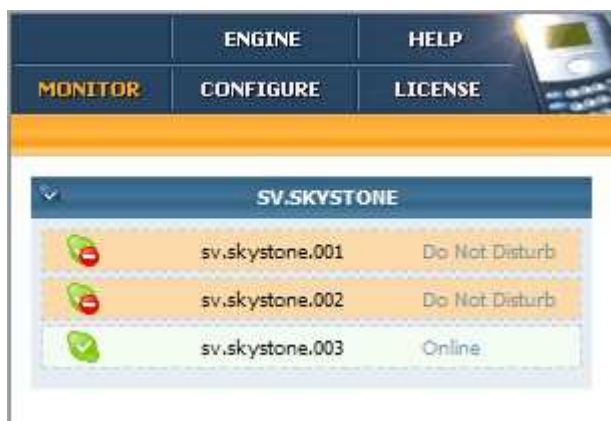 ENGINE HELP
MONITOR CONFIGURE LICENSE
SV.SKYSTONE
sv.skystone.001 Do Not Disturb
sv.skystone.002 Do Not Disturb
sv.skystone.003 Online